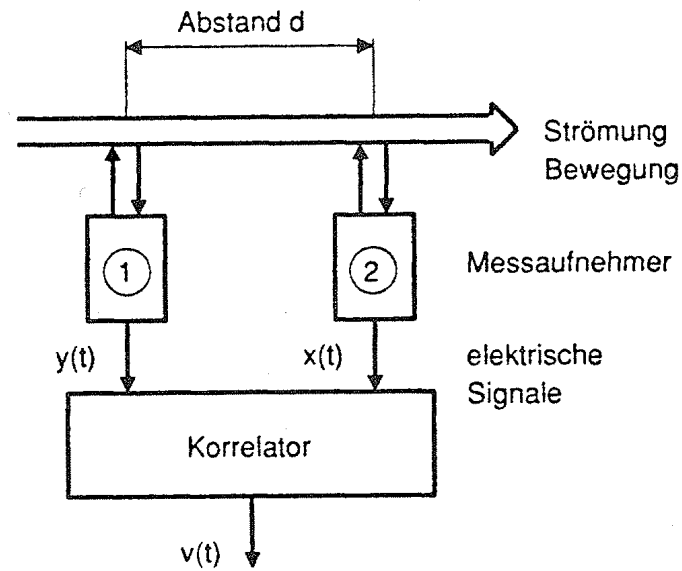 Abstand d
Strömung
Bewegung
1
2
Messaufnehmer
y(t)
x(t)
elektrische
Signale
Korrelator
v(t)